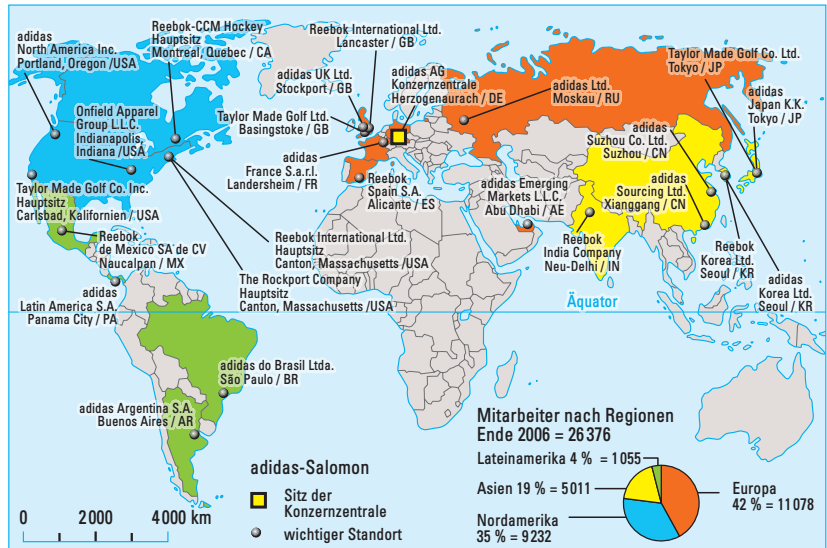 adidas
North America Inc.
Portland, Oregon /USA
Reebok-CCM Hockey
Hauptsitz
Montreal, Quebec / CA
Reebok International Ltd.
Lancaster / GB
adidas UK Ltd.
Stockport / GB
adidas AG
Konzernzentrale
Herzogenaurach / DE
Taylor Made Golf Co. Ltd.
Tokyo / JP
adidas Ltd.
Moskau / RU
adidas
Japan K.K.
Tokyo / JP
Onfield Apparel
Group L.L.C.
Indianapolis,
Indiana /USA
Taylor Made Golf Ltd.
Basingstoke / GB
adidas
France S.a.r.l.
Landersheim / FR
adidas
Suzhou Co. Ltd.
Suzhou / CN
Taylor Made Golf Co. Inc.
Hauptsitz
Carlsbad, Kalifornien / USA
Reebok
Spain S.A.
Alicante / ES
adidas Emerging
Markets L.L.C.
Abu Dhabi / AE
adidas
Sourcing Ltd.
Xianggang / CN
Reebok
de Mexico SA de CV
Naucalpan / MX
Reebok International Ltd.
Hauptsitz
Canton, Massachusetts /USA
Reebok
India Company
Neu-Delhi / IN
Reebok
Korea Ltd.
Seoul / KR
adidas
Latin America S.A.
Panama City / PA
The Rockport Company
Hauptsitz
Canton, Massachusetts /USA
adidas
Korea Ltd.
Seoul / KR
Äquator
adidas do Brasil Ltda.
São Paulo / BR
adidas Argentina S.A.
Buenos Aires / AR
adidas-Salomon
Sitz der
Konzernzentrale
wichtiger Standort
0 2000 4000 km
Mitarbeiter nach Regionen
Ende 2006 = 26376
Lateinamerika 4 % = 1055
Asien 19 % = 5011
Nordamerika
35 % = 9232
Europa
42 % = 11078